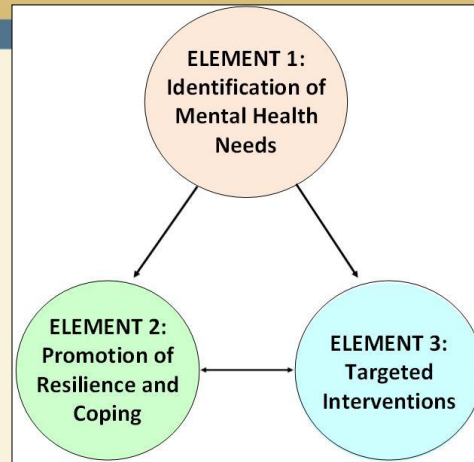 ELEMENT 1:
Identification of
Mental Health
Needs
ELEMENT 2:
Promotion of
Resilience and
Coping
ELEMENT 3:
Targeted
Interventions